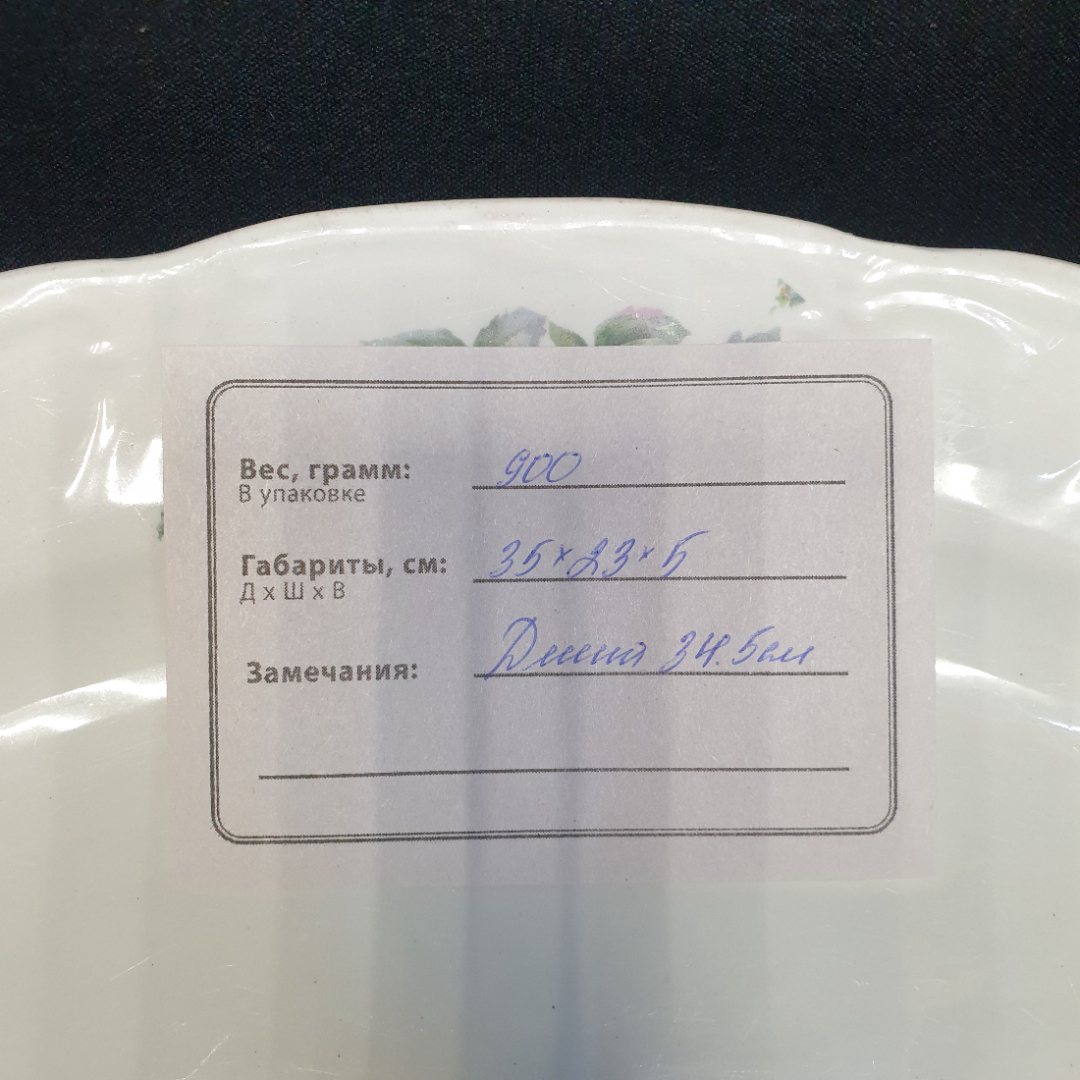 Вес, грамм: 900
В упаковке
Габариты, см: 35 x 23 x 5
Д x Ш x В
Замечания: Длина 34.5см